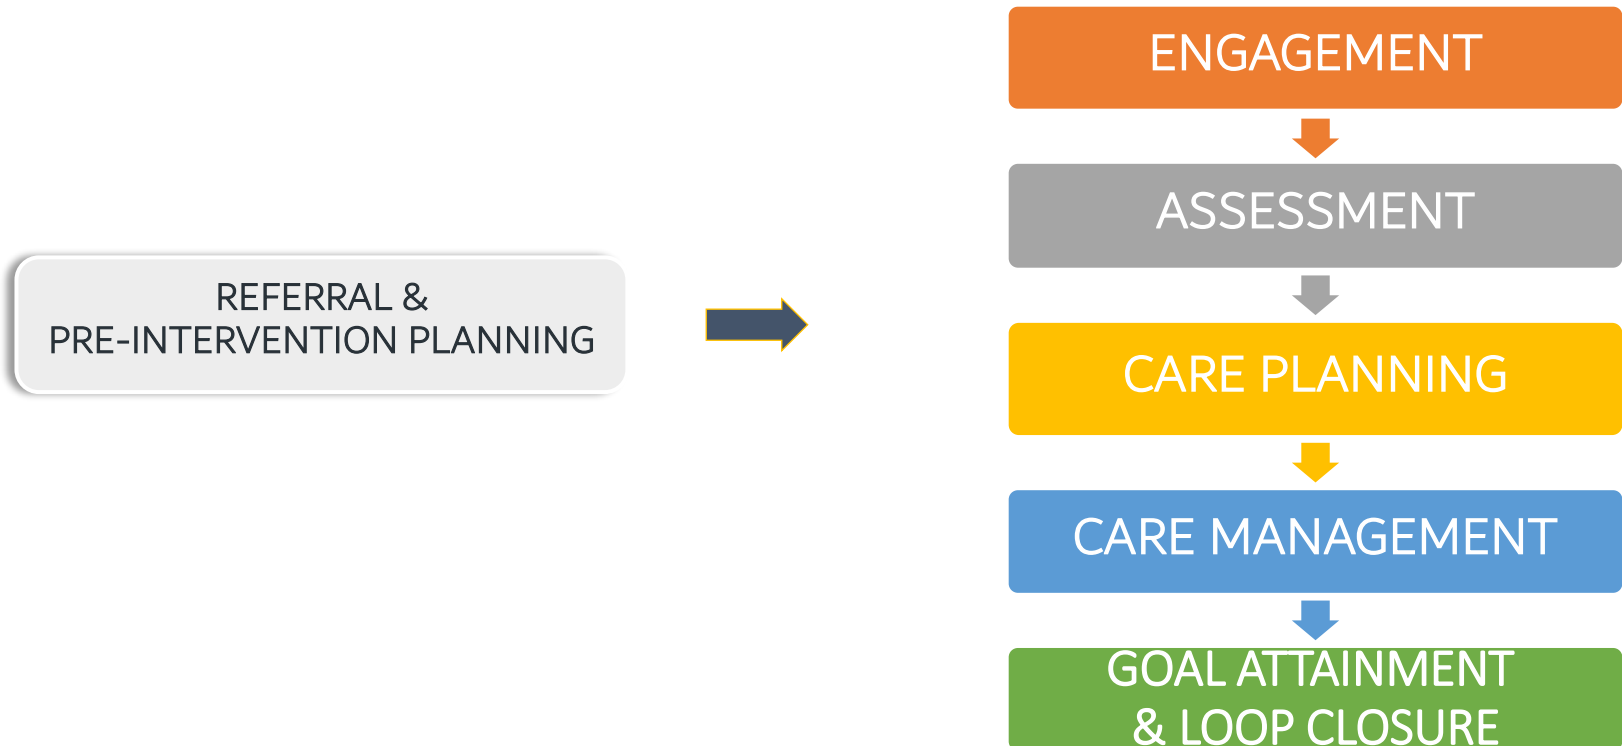 REFERRAL &
PRE-INTERVENTION PLANNING
ENGAGEMENT
ASSESSMENT
CARE PLANNING
CARE MANAGEMENT
GOAL ATTAINMENT
& LOOP CLOSURE